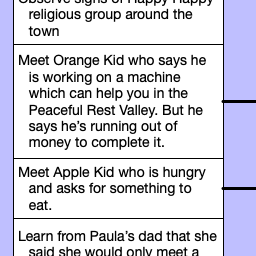 Observe signs of Happy Happy
religious group around the
town
Meet Orange Kid who says he
is working on a machine
which can help you in the
Peaceful Rest Valley. But he
says he's running out of
money to complete it.
Meet Apple Kid who is hungry
and asks for something to
eat.
Learn from Paula's dad that she
said she would only meet a